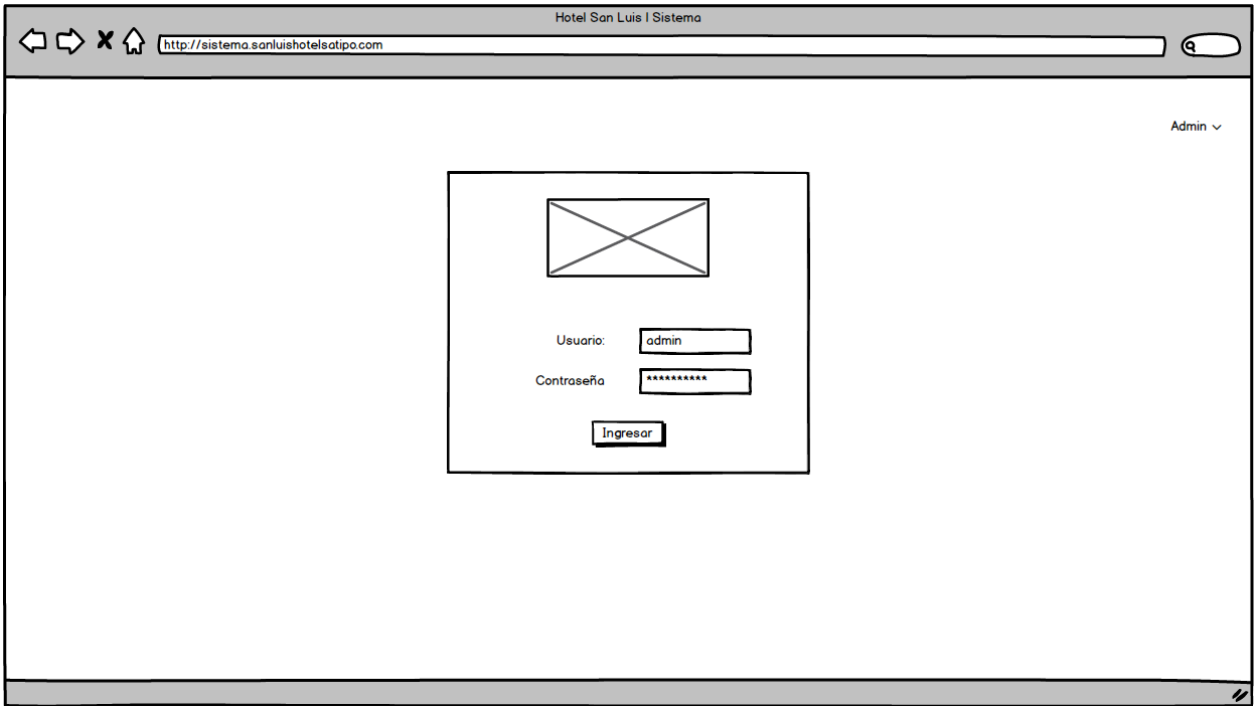 Hotel San Luis | Sistema
http://sistema.sanluishotelsatipo.com
Admin
Usuario: admin
Contraseña **********
Ingresar